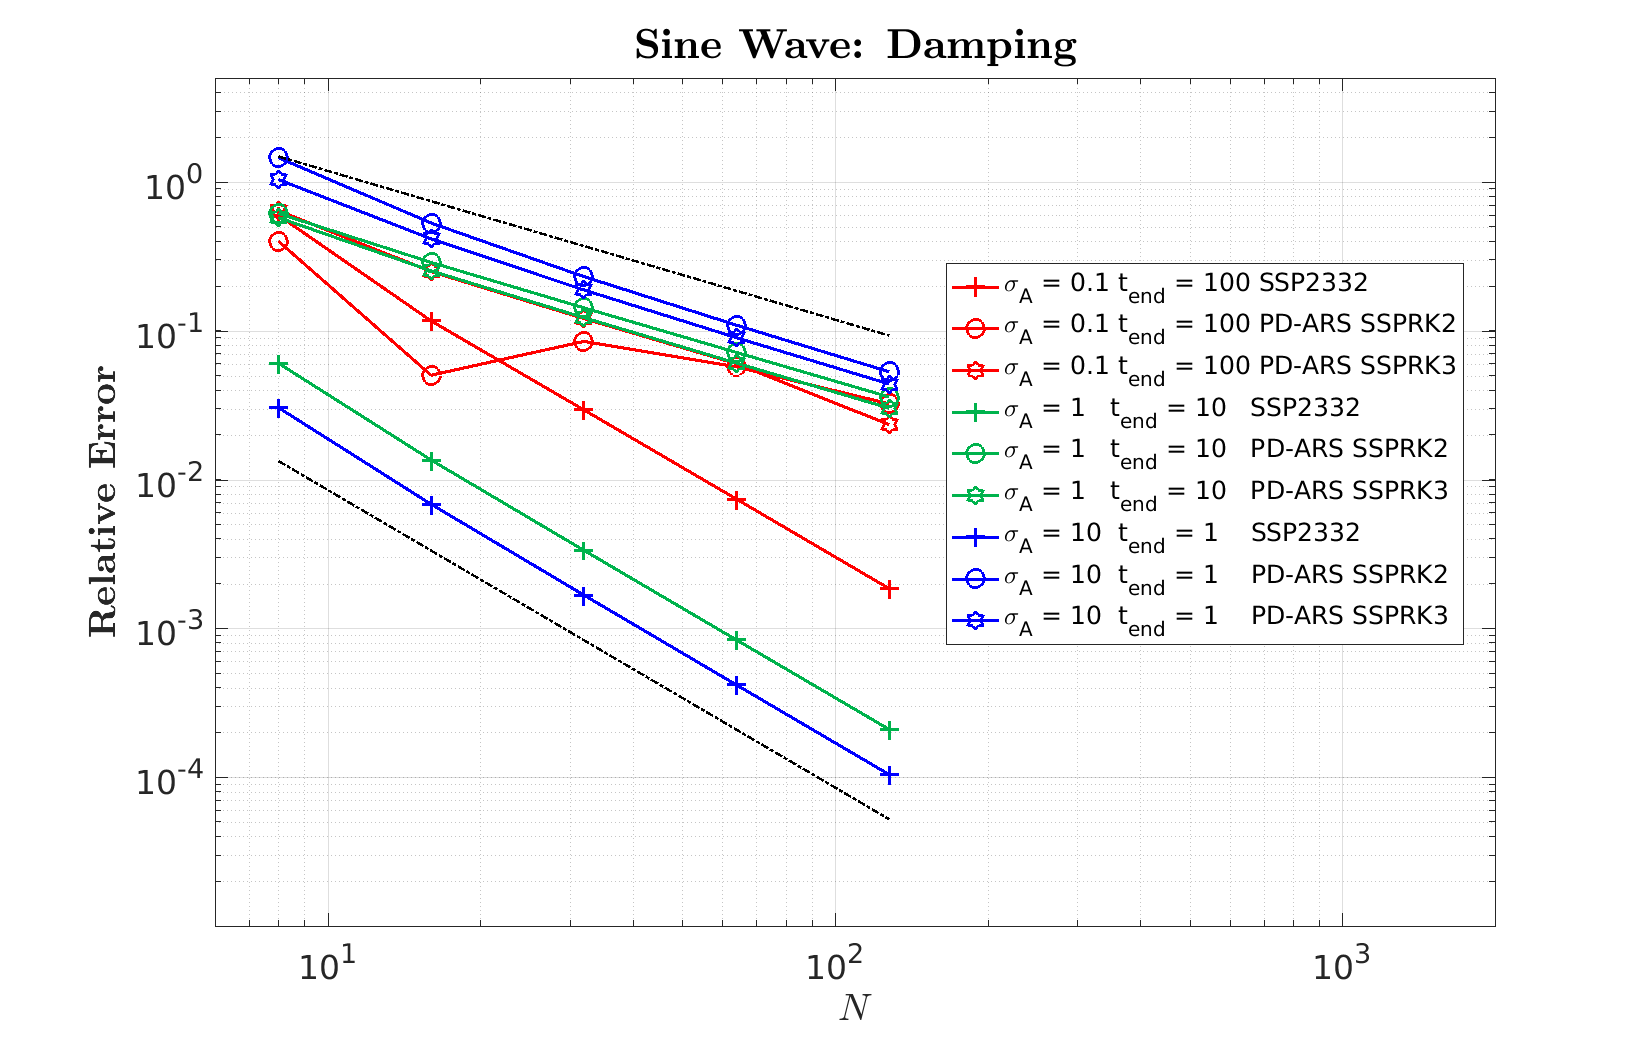 Sine Wave: Damping
Relative Error
10^0
10^-1
10^-2
10^-3
10^-4
σ_A = 0.1 t_end = 100 SSP2332
σ_A = 0.1 t_end = 100 PD-ARS SSPRK2
σ_A = 0.1 t_end = 100 PD-ARS SSPRK3
σ_A = 1 t_end = 10 SSP2332
σ_A = 1 t_end = 10 PD-ARS SSPRK2
σ_A = 1 t_end = 10 PD-ARS SSPRK3
σ_A = 10 t_end = 1 SSP2332
σ_A = 10 t_end = 1 PD-ARS SSPRK2
σ_A = 10 t_end = 1 PD-ARS SSPRK3
10^1 10^2 10^3
N